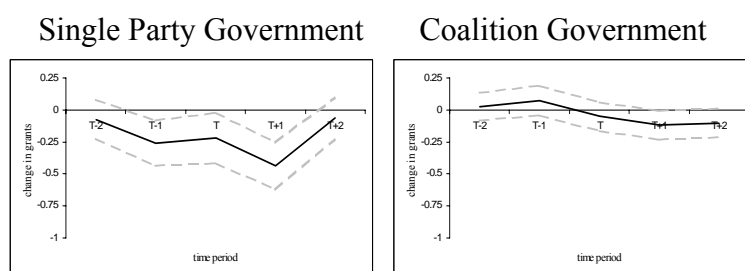 Single Party Government
Coalition Government
0.25
0
-0.25
-0.5
-0.75
-1
T-2
T-1
T
T+1
T+2
change in grants
time period
0.25
0
-0.25
-0.5
-0.75
-1
T-2
T-1
T
T+1
T+2
change in grants
time period